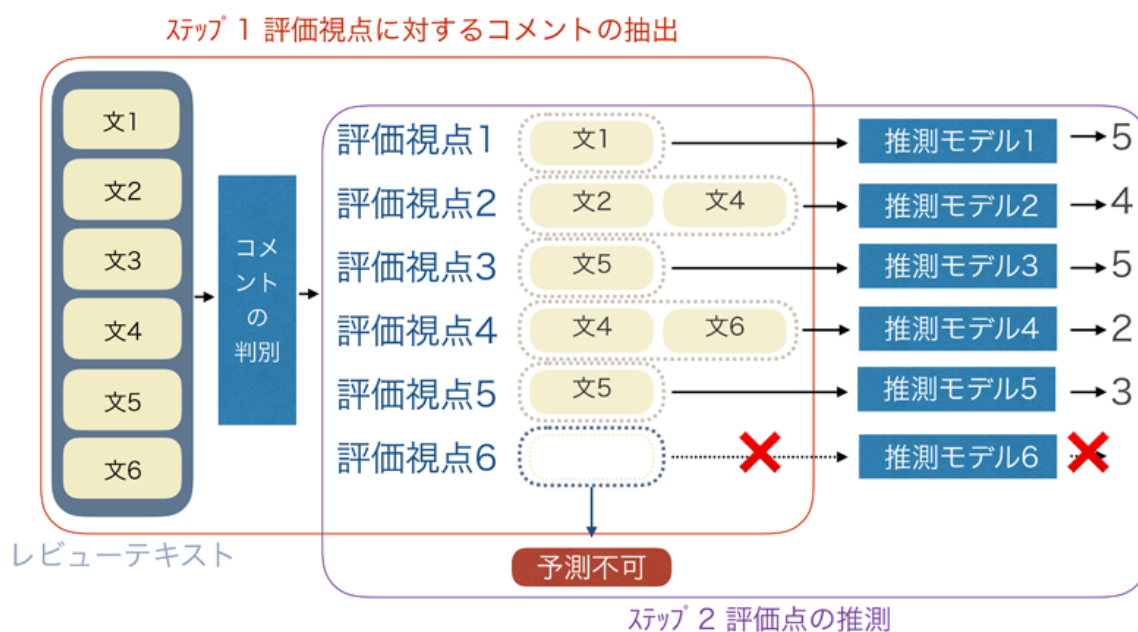 ｽﾃｯﾌﾟ 1 評価視点に対するコメントの抽出
文1
文2
文3
文4
文5
文6
レビューテキスト
コメ
ント
の
判別
評価視点1 文1 推測モデル1 5
評価視点2 文2 文4 推測モデル2 4
評価視点3 文5 推測モデル3 5
評価視点4 文4 文6 推測モデル4 2
評価視点5 文5 推測モデル5 3
評価視点6 推測モデル6
予測不可
ｽﾃｯﾌﾟ 2 評価点の推測